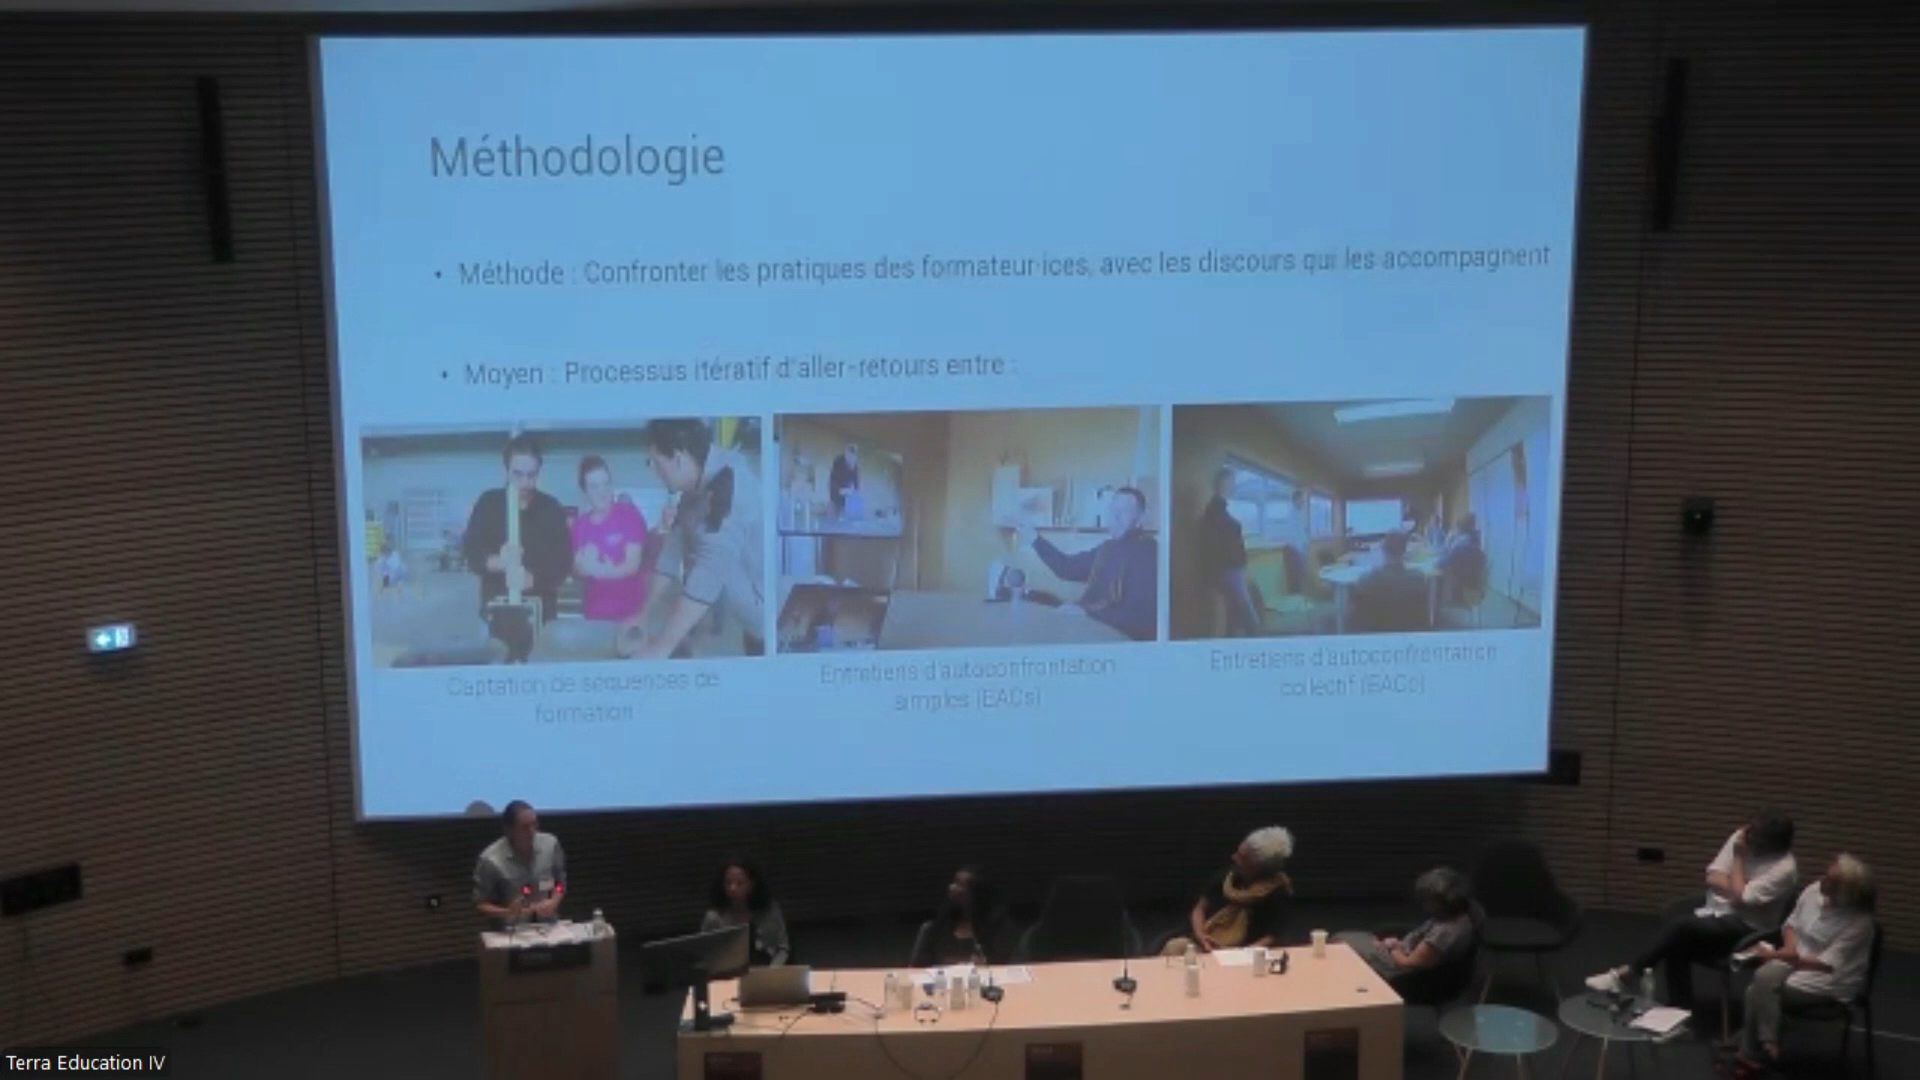 Méthodologie
• Méthode : Confronter les pratiques des formateur·ices, avec les discours qui les accompagnent
• Moyen : Processus itératif d'aller-retours entre :
Captation de séquences de
formation
Entretiens d'autoconfrontation
simples (EACs)
Entretiens d'autoconfrontation
collectif (EACc)
Terra Education IV